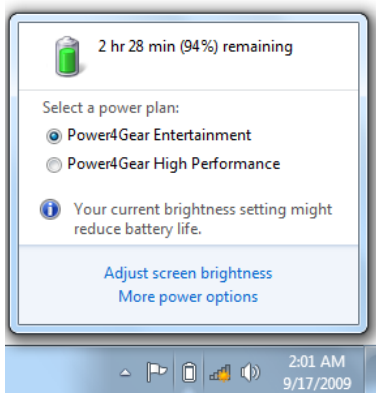 2 hr 28 min (94%) remaining
Select a power plan:
Power4Gear Entertainment
Power4Gear High Performance
Your current brightness setting might
reduce battery life.
Adjust screen brightness
More power options
2:01 AM
9/17/2009